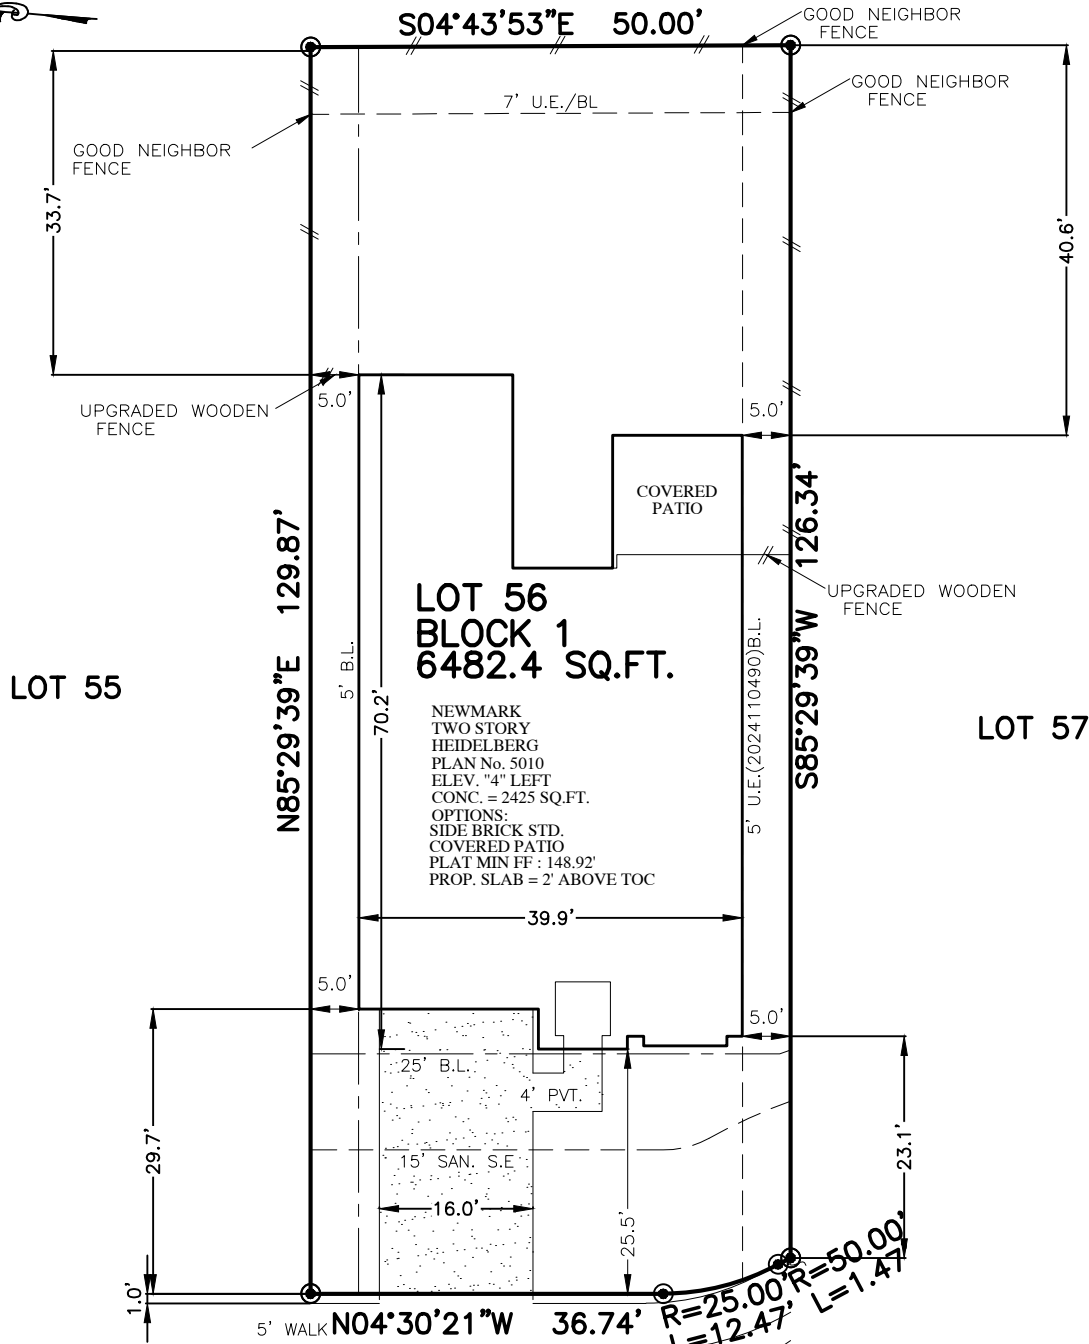 S04°43'53"E 50.00'
GOOD NEIGHBOR
FENCE
GOOD NEIGHBOR
FENCE
7' U.E./BL
GOOD NEIGHBOR
FENCE
33.7'
40.6'
5.0'
UPGRADED WOODEN
FENCE
5.0'
COVERED
PATIO
N85°29'39"E 129.87'
S85°29'39"W 126.34'
UPGRADED WOODEN
FENCE
LOT 56
BLOCK 1
6482.4 SQ.FT.
LOT 55
LOT 57
5' B.L.
70.2'
5' U.E.(2024110490)B.L.
NEWMARK
TWO STORY
HEIDELBERG
PLAN No. 5010
ELEV. "4" LEFT
CONC. = 2425 SQ.FT.
OPTIONS:
SIDE BRICK STD.
COVERED PATIO
PLAT MIN FF : 148.92'
PROP. SLAB = 2' ABOVE TOC
39.9'
5.0'
5.0'
25' B.L.
4' PVT.
29.7'
23.1'
15' SAN. S.E
16.0'
25.5'
1.0'
5' WALK
N04°30'21"W 36.74'
R=25.00'
L=12.47'
R=50.00'
L=1.47'